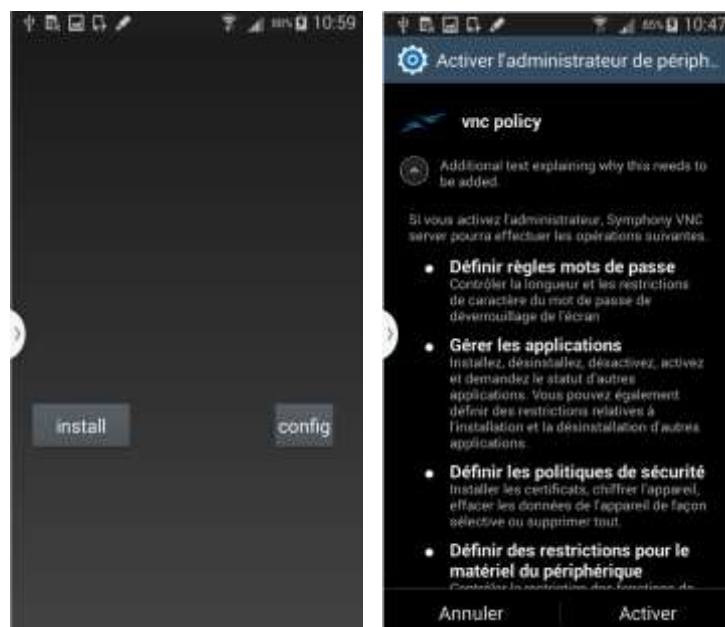 10:59
install
config
10:47
Activer l'administrateur de périph...
vnc policy
Additional text explaining why this needs to
be added.
Si vous activez l'administrateur, Symphony VNC
server pourra effectuer les opérations suivantes.
Définir règles mots de passe
Contrôler la longueur et les restrictions
de caractère du mot de passe de
déverrouillage de l'écran
Gérer les applications
Installez, désinstallez, désactivez, activez
et demandez le statut d'autres
applications. Vous pouvez également
définir des restrictions relatives à
l'installation et la désinstallation d'autres
applications.
Définir les politiques de sécurité
Installer les certificats, chiffrer l'appareil,
effacer les données de l'appareil de façon
sélective ou supprimer tout.
Définir des restrictions pour le
matériel du périphérique
Annuler
Activer